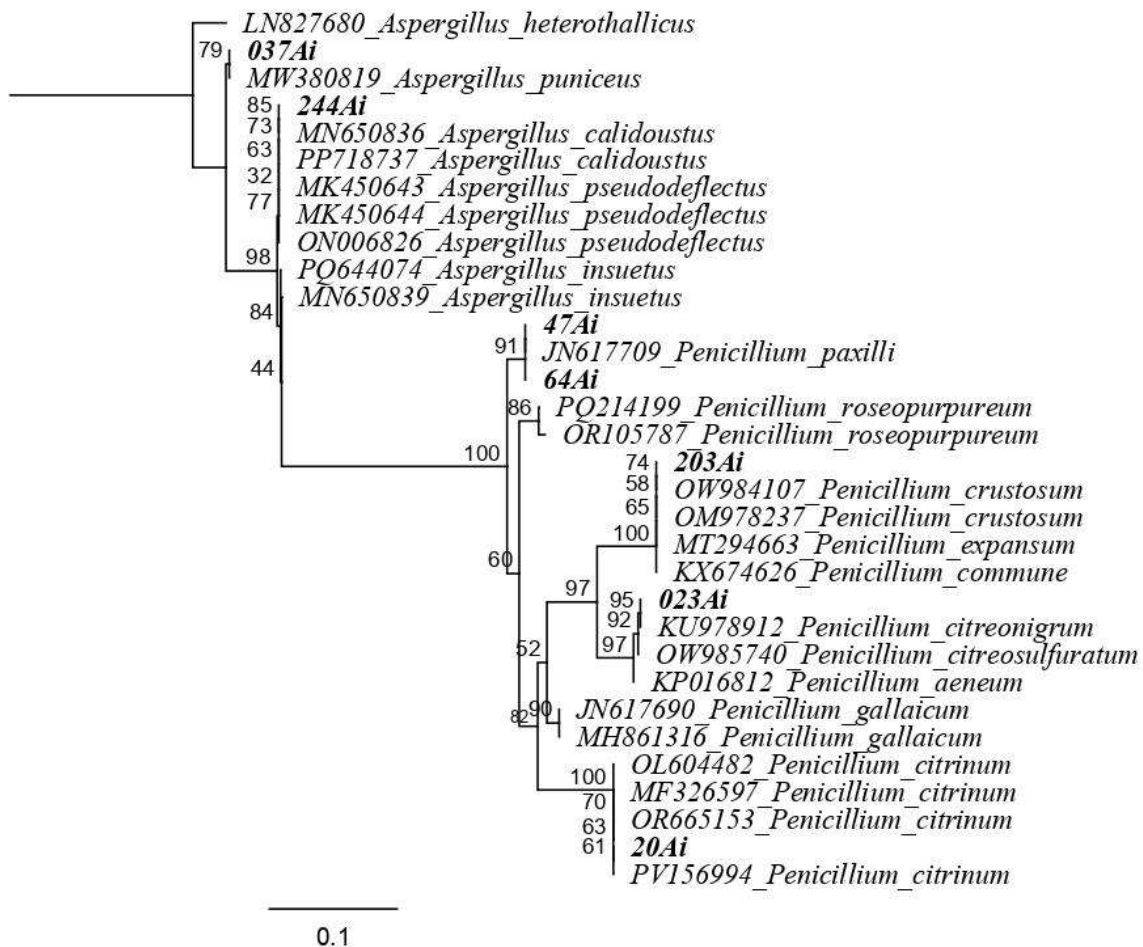 LN827680_Aspergillus_heterothallicus
79 037Ai
MW380819_Aspergillus_puniceus
85 244Ai
73 MN650836_Aspergillus_calidoustus
63 PP718737_Aspergillus_calidoustus
32 MK450643_Aspergillus_pseudodeflectus
77 MK450644_Aspergillus_pseudodeflectus
ON006826_Aspergillus_pseudodeflectus
98 PQ644074_Aspergillus_insuetus
84 MN650839_Aspergillus_insuetus
47Ai
91 JN617709_Penicillium_paxilli
44 64Ai
86 PQ214199_Penicillium_roseopurpureum
OR105787_Penicillium_roseopurpureum
100 74 203Ai
58 OW984107_Penicillium_crustosum
65 OM978237_Penicillium_crustosum
100 MT294663_Penicillium_expansum
60 KX674626_Penicillium_commune
97 95 023Ai
92 KU978912_Penicillium_citreonigrum
52 97 OW985740_Penicillium_citreosulfuratum
KP016812_Penicillium_aeneum
82 90 JN617690_Penicillium_gallaicum
MH861316_Penicillium_gallaicum
OL604482_Penicillium_citrinum
100 MF326597_Penicillium_citrinum
70 OR665153_Penicillium_citrinum
63 20Ai
61 PV156994_Penicillium_citrinum
0.1